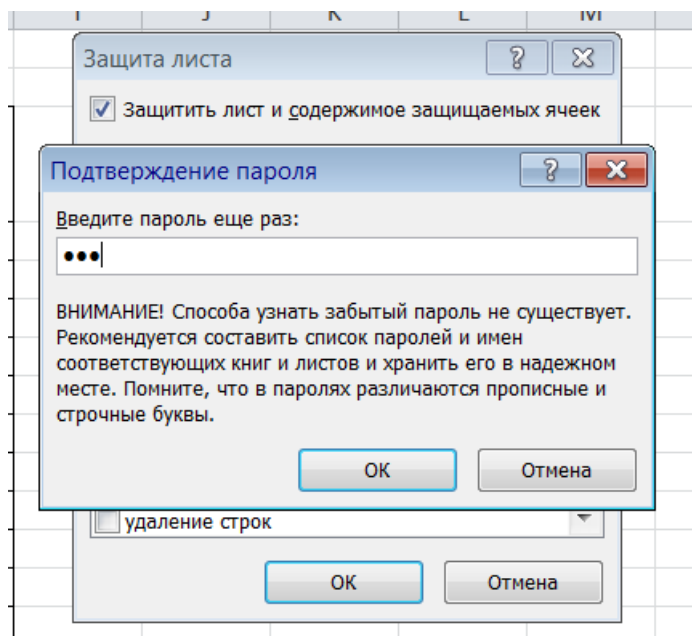 I J K L M
Защита листа
Защитить лист и содержимое защищаемых ячеек
Подтверждение пароля
Введите пароль еще раз:
●●●
ВНИМАНИЕ! Способа узнать забытый пароль не существует.
Рекомендуется составить список паролей и имен
соответствующих книг и листов и хранить его в надежном
месте. Помните, что в паролях различаются прописные и
строчные буквы.
ОК Отмена
удаление строк
ОК Отмена